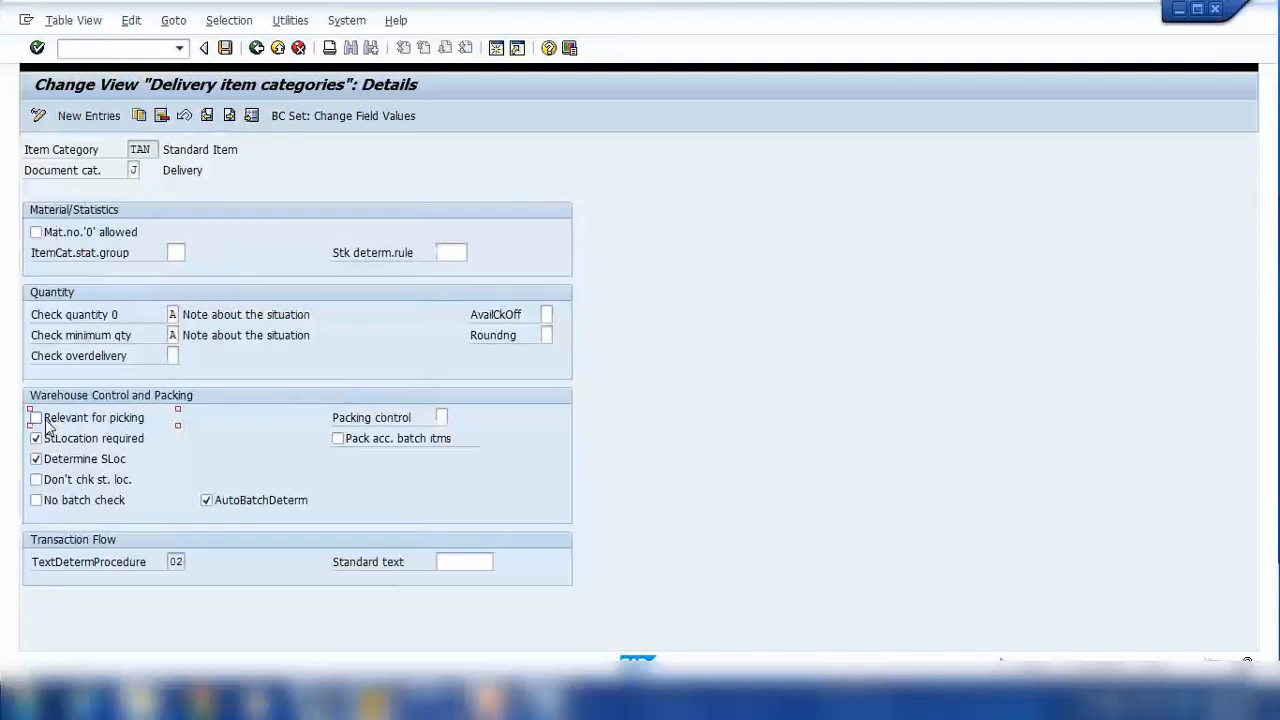 Table View Edit Goto Selection Utilities System Help
Change View "Delivery item categories": Details
New Entries BC Set: Change Field Values
Item Category TAN Standard Item
Document cat. J Delivery
Material/Statistics
Mat.no.'0' allowed
ItemCat.stat.group Stk determ.rule
Quantity
Check quantity 0 A Note about the situation AvailCkOff
Check minimum qty A Note about the situation Roundng
Check overdelivery
Warehouse Control and Packing
Relevant for picking Packing control
StLocation required Pack acc. batch itms
Determine SLoc
Don't chk st. loc.
No batch check AutoBatchDeterm
Transaction Flow
TextDetermProcedure 02 Standard text